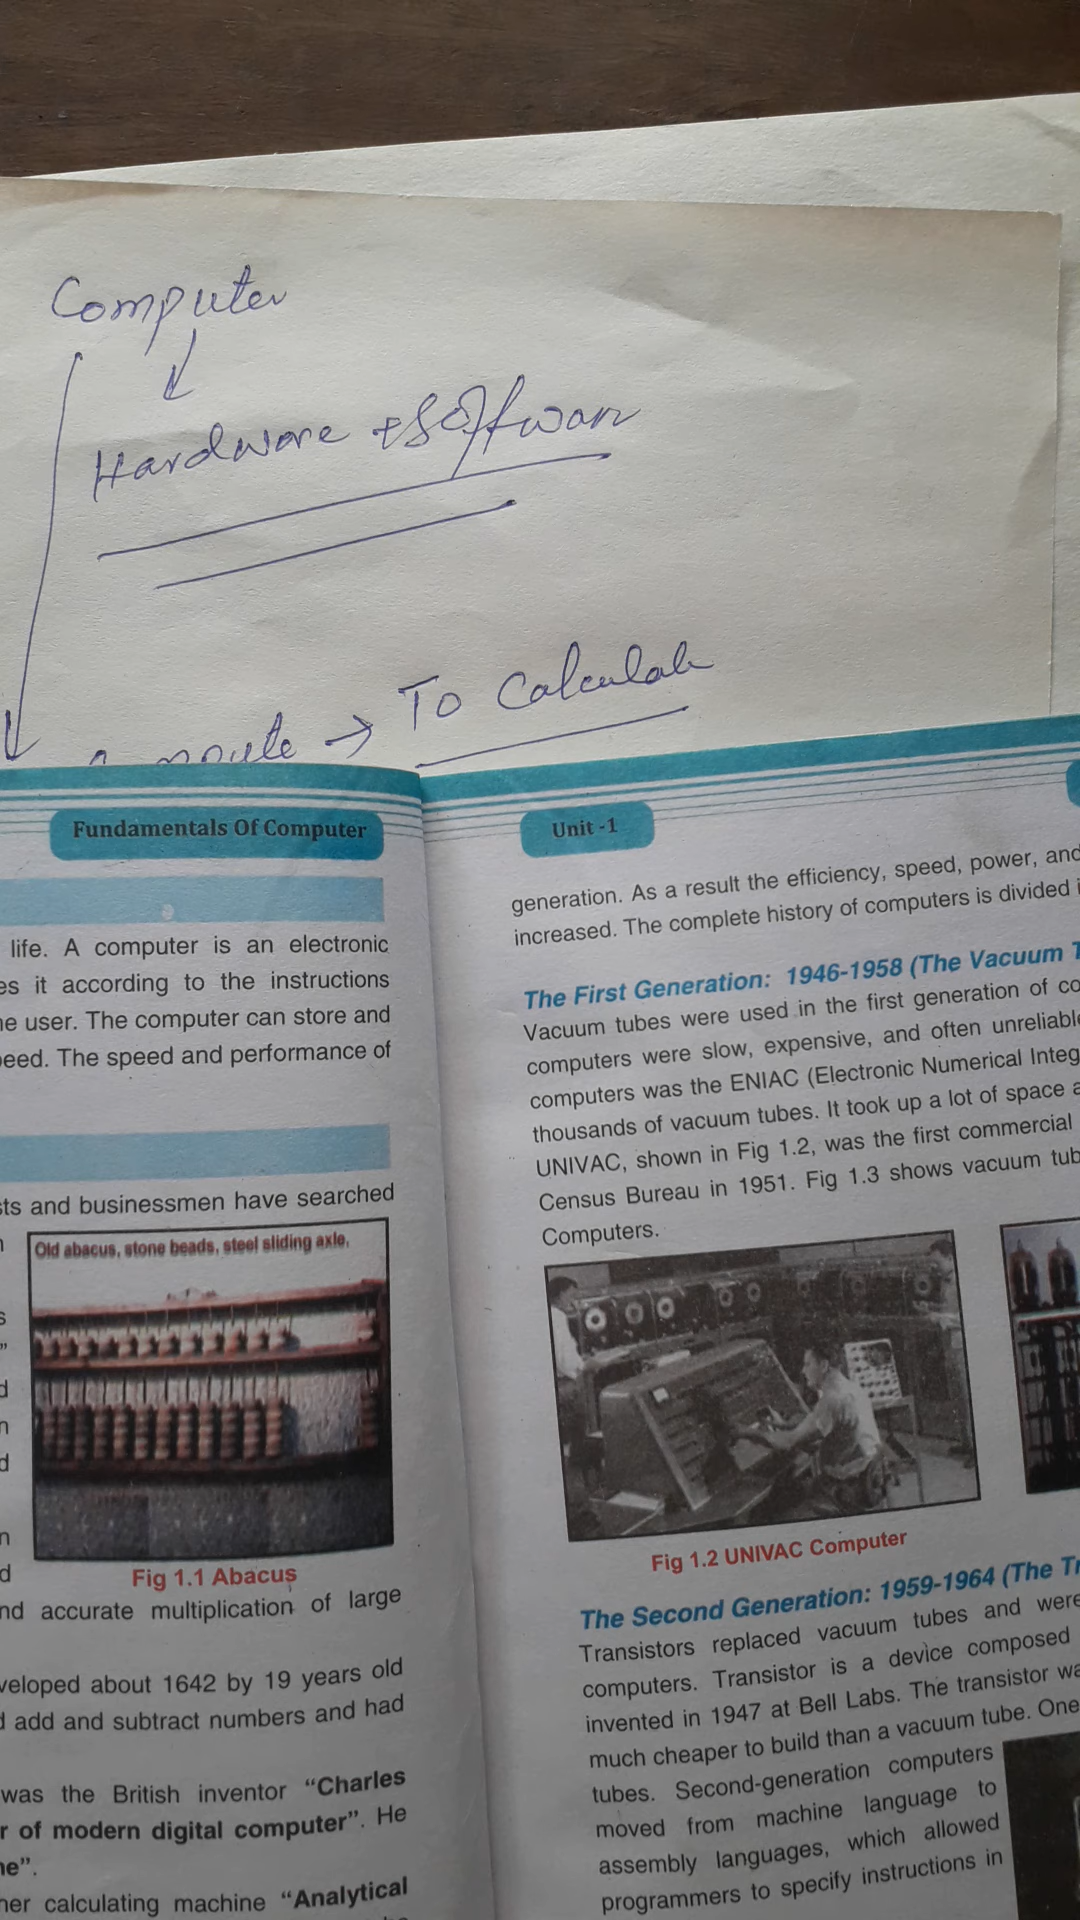 Computer
Hardware + Software
To Calculate
→
Fundamentals Of Computer
life. A computer is an electronic
it according to the instructions
user. The computer can store and
The speed and performance of
and businessmen have searched
Old abacus, stone beads, steel sliding axle.
Fig 1.1 Abacus
accurate multiplication of large
about 1642 by 19 years old
add and subtract numbers and had
was the British inventor “Charles
of modern digital computer”. He
calculating machine “Analytical
Unit -1
generation. As a result the efficiency, speed, power, and
increased. The complete history of computers is divided
The First Generation: 1946-1958 (The Vacuum
Vacuum tubes were used in the first generation of
computers were slow, expensive, and often
computers was the ENIAC (Electronic Numerical
thousands of vacuum tubes. It took up a lot of space
UNIVAC, shown in Fig 1.2, was the first commercial
Census Bureau in 1951. Fig 1.3 shows vacuum
Computers.
Fig 1.2 UNIVAC Computer
The Second Generation: 1959-1964 (The
Transistors replaced vacuum tubes and were
computers. Transistor is a device composed
invented in 1947 at Bell Labs. The transistor
much cheaper to build than a vacuum tube. One
tubes. Second-generation computers
moved from machine language to
assembly languages, which allowed
programmers to specify instructions in